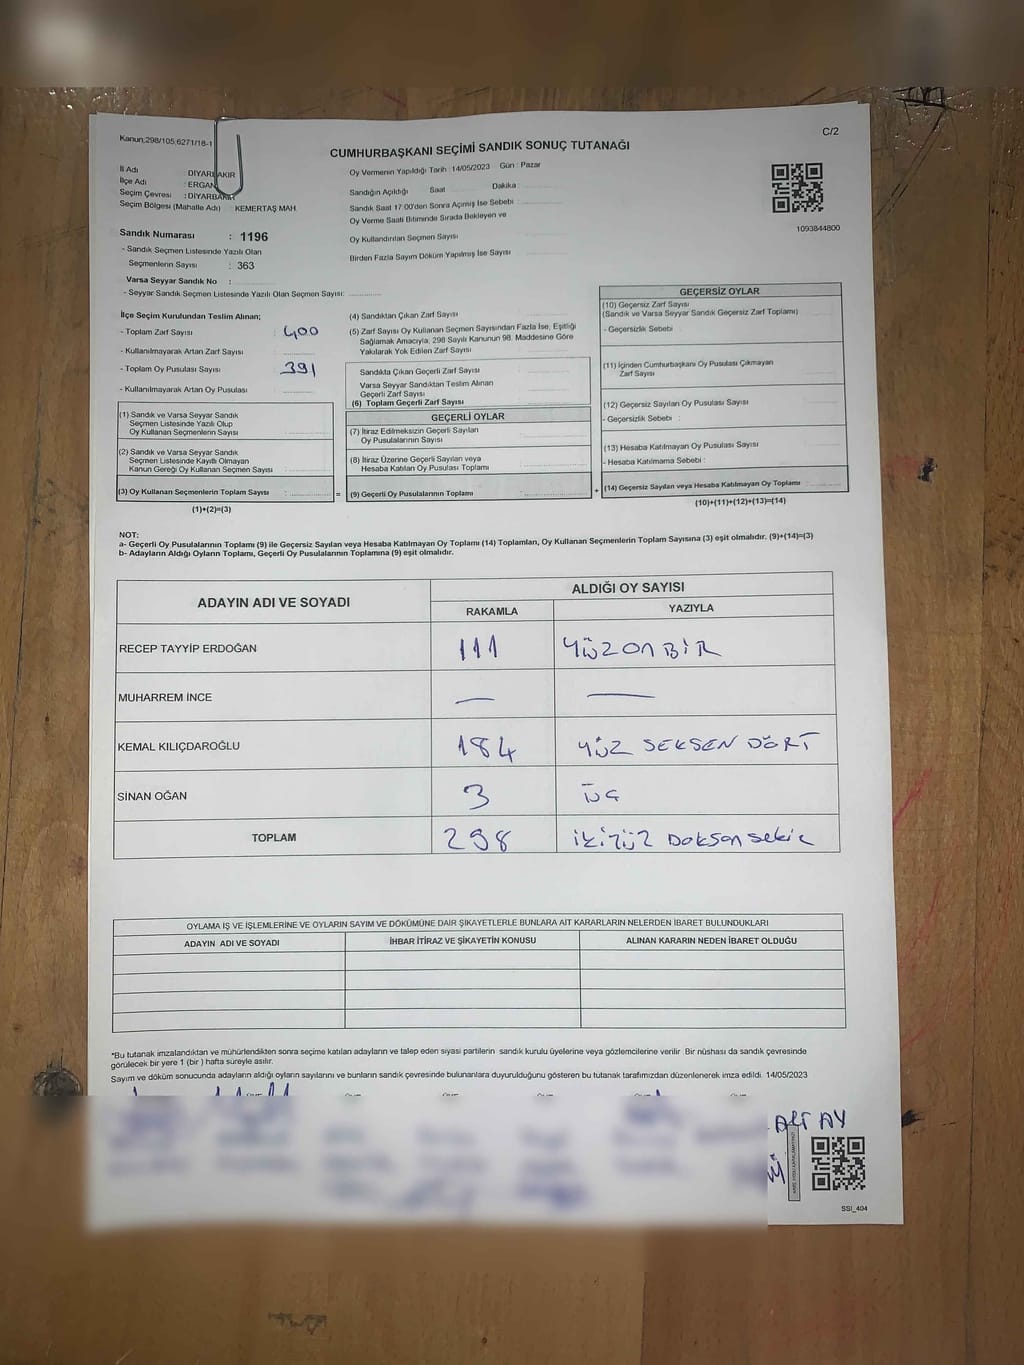 Kanun;298/105,6271/18-1
C/2
CUMHURBAŞKANI SEÇİMİ SANDIK SONUÇ TUTANAĞI
İl Adı : DİYARBAKIR
İlçe Adı : ERGANİ
Seçim Çevresi : DİYARBAKIR
Seçim Bölgesi (Mahalle Adı) : KEMERTAŞ MAH.
Sandık Numarası : 1196
- Sandık Seçmen Listesinde Yazılı Olan
Seçmenlerin Sayısı : 363
Varsa Seyyar Sandık No :
- Seyyar Sandık Seçmen Listesinde Yazılı Olan Seçmen Sayısı:
Oy Vermenin Yapıldığı Tarih : 14/05/2023 Gün : Pazar
Sandığın Açıldığı Saat Dakika :
Sandık Saat 17:00'den Sonra Açılmış İse Sebebi :
Oy Verme Saati Bitiminde Sırada Bekleyen ve
Oy Kullandırılan Seçmen Sayısı
Birden Fazla Sayım Döküm Yapılmış İse Sayısı
1093844800
İlçe Seçim Kurulundan Teslim Alınan;
- Toplam Zarf Sayısı : 400
- Kullanılmayarak Artan Zarf Sayısı
- Toplam Oy Pusulası Sayısı : 391
- Kullanılmayarak Artan Oy Pusulası
(1) Sandık ve Varsa Seyyar Sandık
Seçmen Listesinde Yazılı Olup
Oy Kullanan Seçmenlerin Sayısı :
(2) Sandık ve Varsa Seyyar Sandık
Seçmen Listesinde Kayıtlı Olmayan
Kanun Gereği Oy Kullanan Seçmen Sayısı :
(3) Oy Kullanan Seçmenlerin Toplam Sayısı :
(1)+(2)=(3)
=
(4) Sandıktan Çıkan Zarf Sayısı
(5) Zarf Sayısı Oy Kullanan Seçmen Sayısından Fazla İse, Eşitliği
Sağlamak Amacıyla, 298 Sayılı Kanunun 98. Maddesine Göre
Yakılarak Yok Edilen Zarf Sayısı
Sandıkta Çıkan Geçerli Zarf Sayısı
Varsa Seyyar Sandıktan Teslim Alınan
Geçerli Zarf Sayısı
(6) Toplam Geçerli Zarf Sayısı
GEÇERLİ OYLAR
(7) İtiraz Edilmeksizin Geçerli Sayılan
Oy Pusulalarının Sayısı
(8) İtiraz Üzerine Geçerli Sayılan veya
Hesaba Katılan Oy Pusulası Toplamı
(9) Geçerli Oy Pusulalarının Toplamı
+
GEÇERSİZ OYLAR
(10) Geçersiz Zarf Sayısı
(Sandık ve Varsa Seyyar Sandık Geçersiz Zarf Toplamı)
- Geçersizlik Sebebi :
(11) İçinden Cumhurbaşkanı Oy Pusulası Çıkmayan
Zarf Sayısı
(12) Geçersiz Sayılan Oy Pusulası Sayısı
- Geçersizlik Sebebi :
(13) Hesaba Katılmayan Oy Pusulası Sayısı
- Hesaba Katılmama Sebebi :
(14) Geçersiz Sayılan veya Hesaba Katılmayan Oy Toplamı
(10)+(11)+(12)+(13)=(14)
NOT:
a- Geçerli Oy Pusulalarının Toplamı (9) ile Geçersiz Sayılan veya Hesaba Katılmayan Oy Toplamı (14) Toplamları, Oy Kullanan Seçmenlerin Toplam Sayısına (3) eşit olmalıdır. (9)+(14)=(3)
b- Adayların Aldığı Oyların Toplamı, Geçerli Oy Pusulalarının Toplamına (9) eşit olmalıdır.
ADAYIN ADI VE SOYADI ALDIĞI OY SAYISI
RAKAMLA YAZIYLA
RECEP TAYYİP ERDOĞAN 111 YÜZ ON BİR
MUHARREM İNCE — —
KEMAL KILIÇDAROĞLU 184 YÜZ SEKSEN DÖRT
SİNAN OĞAN 3 ÜÇ
TOPLAM 298 İKİYÜZ Doksan sekiz
OYLAMA İŞ VE İŞLEMLERİNE VE OYLARIN SAYIM VE DÖKÜMÜNE DAİR ŞİKAYETLERLE BUNLARA AİT KARARLARIN NELERDEN İBARET BULUNDUKLARI
ADAYIN ADI VE SOYADI İHBAR İTİRAZ VE ŞİKAYETİN KONUSU ALINAN KARARIN NEDEN İBARET OLDUĞU
*Bu tutanak imzalandıktan ve mühürlendikten sonra seçime katılan adayların ve talep eden siyasi partilerin sandık kurulu üyelerine veya gözlemcilerine verilir. Bir nüshası da sandık çevresinde
görülecek bir yere 1 (bir ) hafta süreyle asılır.
Sayım ve döküm sonucunda adayların aldığı oyların sayılarını ve bunların sandık çevresinde bulunanlara duyurulduğunu gösteren bu tutanak tarafımızdan düzenlenerek imza edildi. 14/05/2023
SSI_404